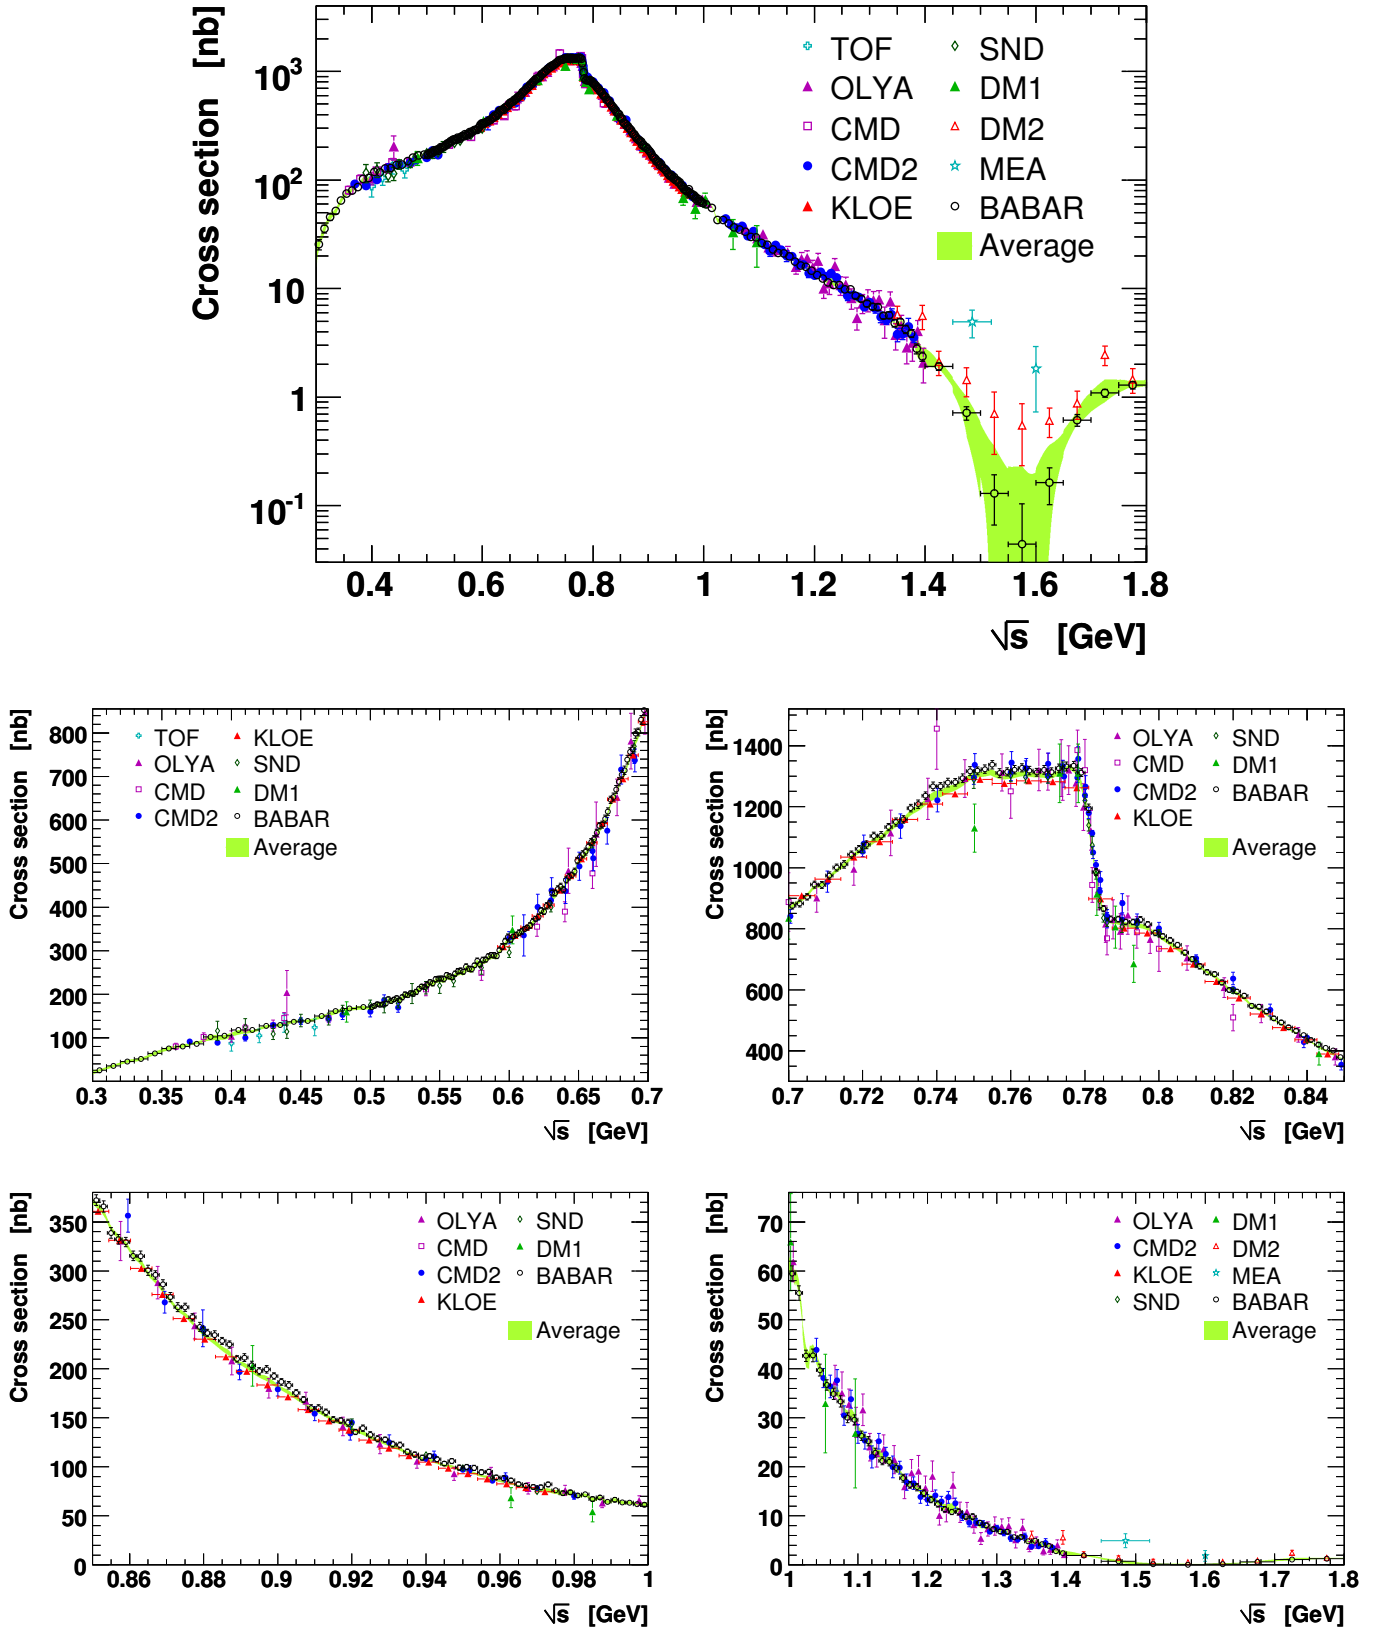 Cross section [nb]
10³
10²
10
1
10⁻¹
TOF
OLYA
CMD
CMD2
KLOE
SND
DM1
DM2
MEA
BABAR
Average
0.4 0.6 0.8 1 1.2 1.4 1.6 1.8
√s [GeV]
Cross section [nb]
800
700
600
500
400
300
200
100
TOF
OLYA
CMD
CMD2
KLOE
SND
DM1
BABAR
Average
0.3 0.35 0.4 0.45 0.5 0.55 0.6 0.65 0.7
√s [GeV]
Cross section [nb]
1400
1200
1000
800
600
400
OLYA
CMD
CMD2
KLOE
SND
DM1
BABAR
Average
0.7 0.72 0.74 0.76 0.78 0.8 0.82 0.84
√s [GeV]
Cross section [nb]
350
300
250
200
150
100
50
0
OLYA
CMD
CMD2
KLOE
SND
DM1
BABAR
Average
0.86 0.88 0.9 0.92 0.94 0.96 0.98 1
√s [GeV]
Cross section [nb]
70
60
50
40
30
20
10
0
OLYA
CMD2
KLOE
SND
DM1
DM2
MEA
BABAR
Average
1 1.1 1.2 1.3 1.4 1.5 1.6 1.7 1.8
√s [GeV]